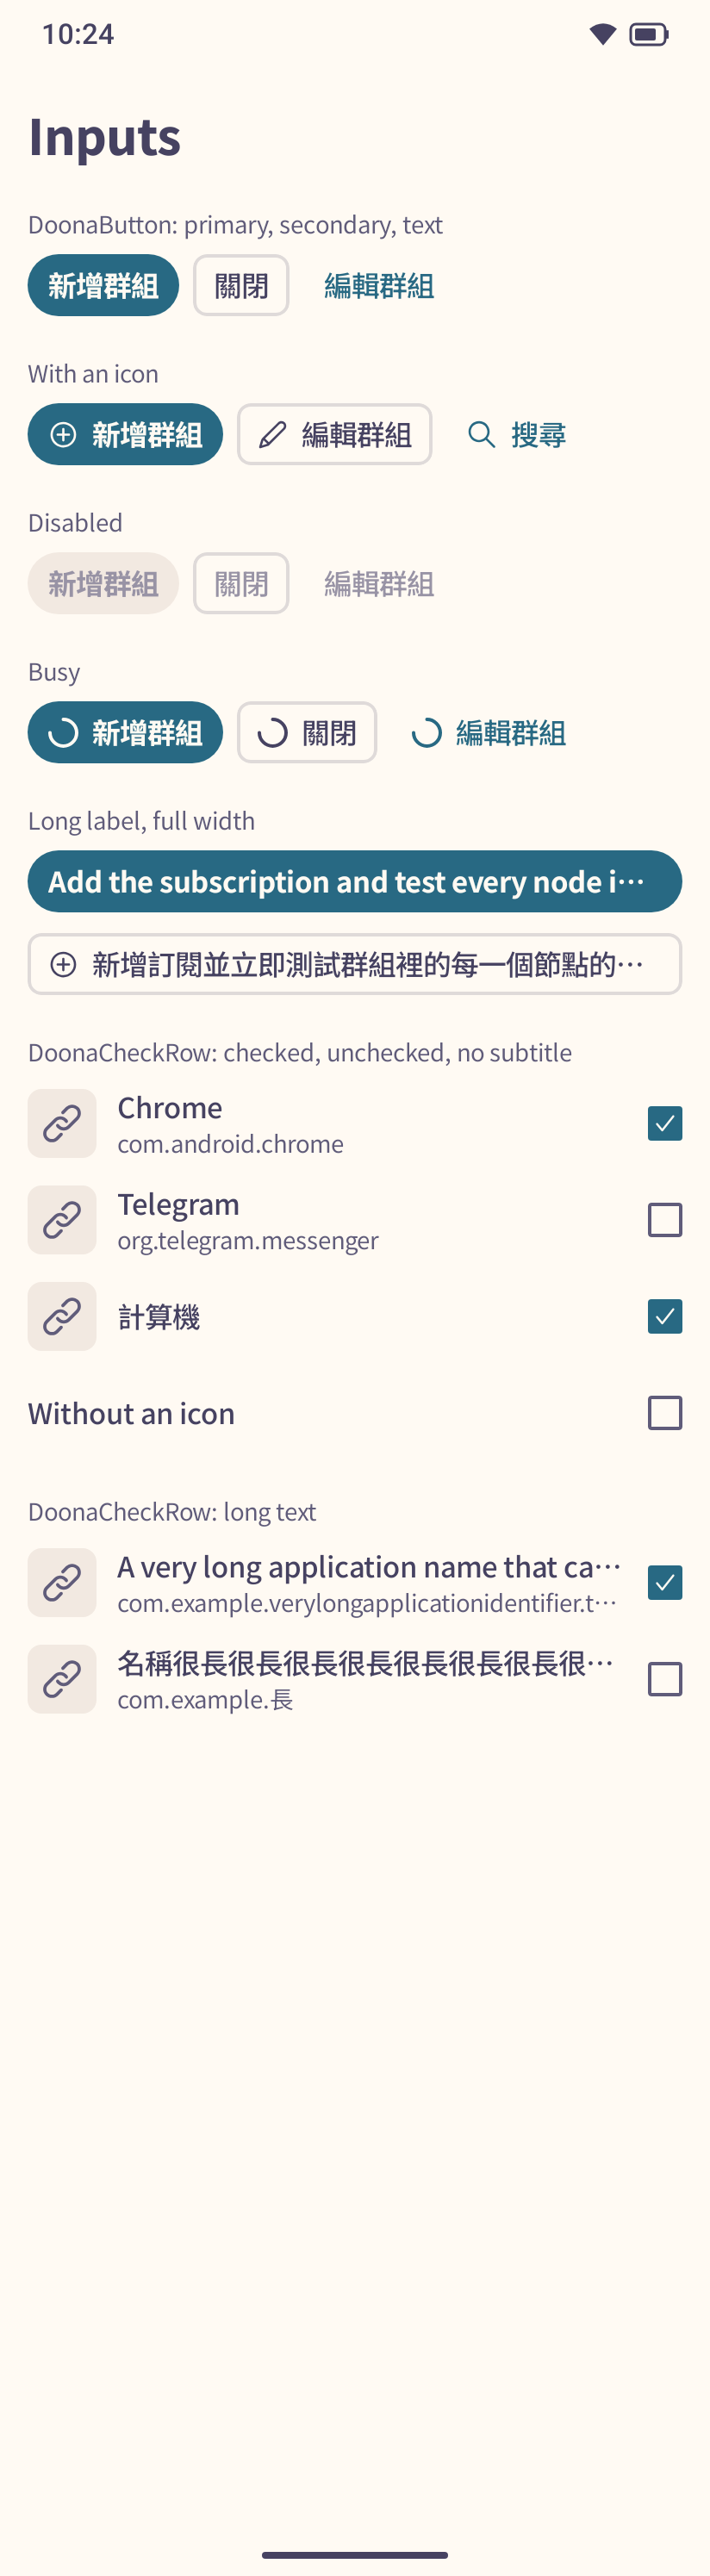 10:24
Inputs
DoonaButton: primary, secondary, text
新增群組 關閉 編輯群組
With an icon
新增群組 編輯群組 搜尋
Disabled
新增群組 關閉 編輯群組
Busy
新增群組 關閉 編輯群組
Long label, full width
Add the subscription and test every node i…
新增訂閱並立即測試群組裡的每一個節點的…
DoonaCheckRow: checked, unchecked, no subtitle
Chrome
com.android.chrome
Telegram
org.telegram.messenger
計算機
Without an icon
DoonaCheckRow: long text
A very long application name that ca…
com.example.verylongapplicationidentifier.t…
名稱很長很長很長很長很長很長很長很長很…
com.example.長